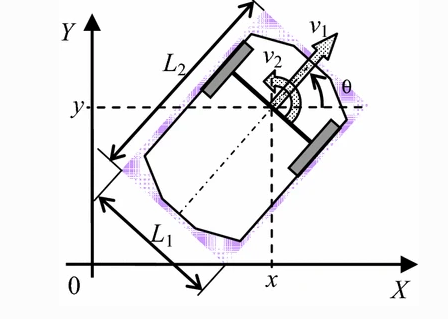 Y
v₁
L₂
v₂
θ
y
L₁
0
x
X